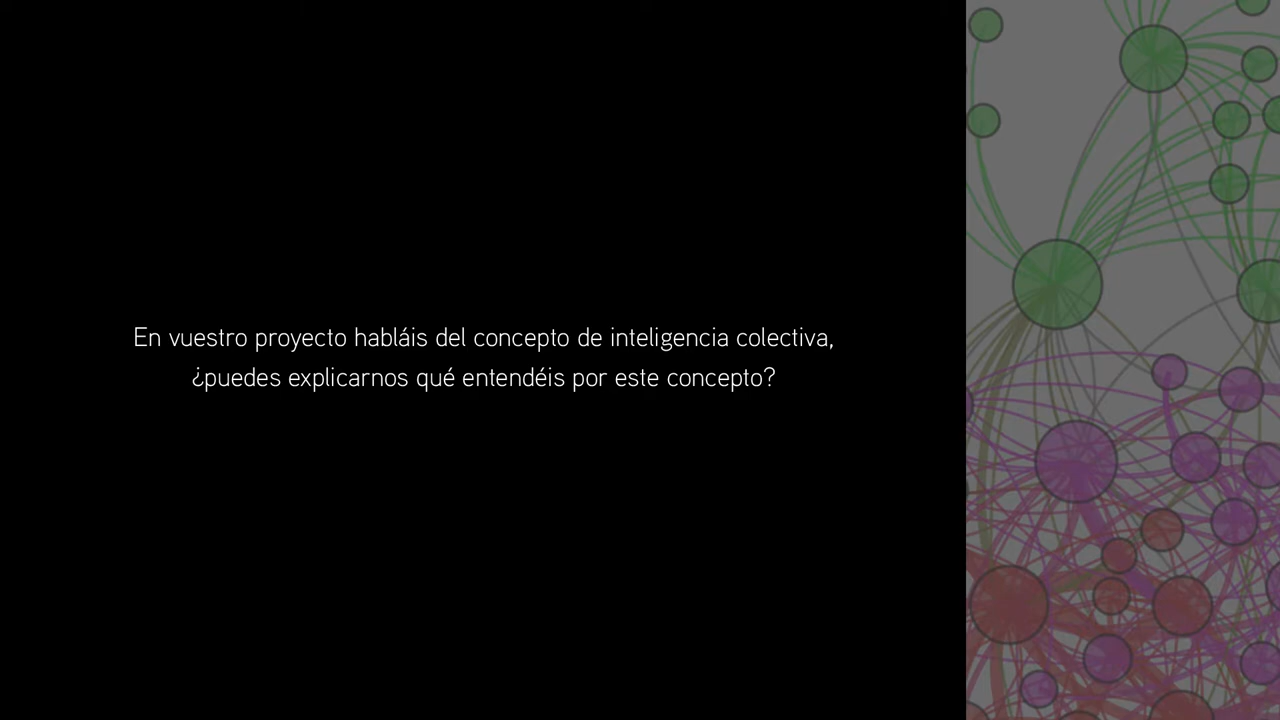 En vuestro proyecto habláis del concepto de inteligencia colectiva,
¿puedes explicarnos qué entendéis por este concepto?